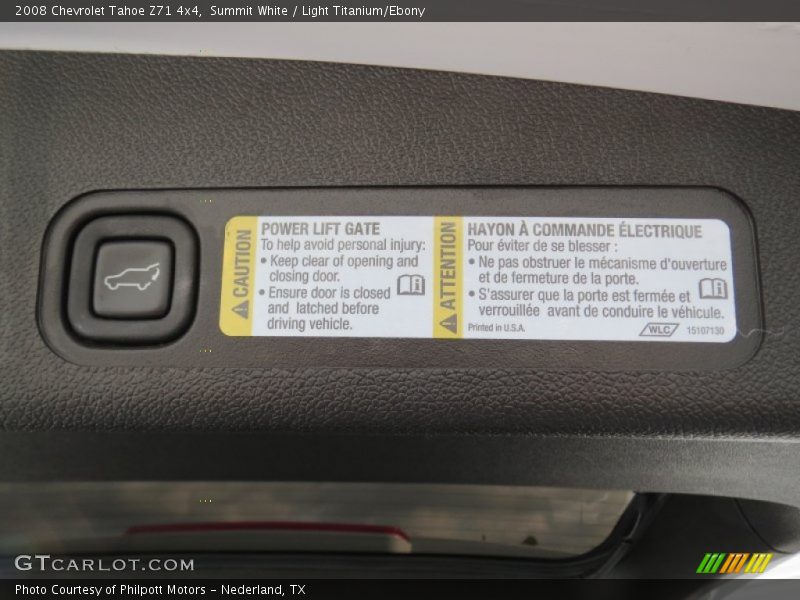 2008 Chevrolet Tahoe Z71 4x4, Summit White / Light Titanium/Ebony
CAUTION
POWER LIFT GATE
To help avoid personal injury:
• Keep clear of opening and
closing door.
• Ensure door is closed
and latched before
driving vehicle.
ATTENTION
HAYON À COMMANDE ÉLECTRIQUE
Pour éviter de se blesser :
• Ne pas obstruer le mécanisme d'ouverture
et de fermeture de la porte.
• S'assurer que la porte est fermée et
verrouillée avant de conduire le véhicule.
Printed in U.S.A.
WLC 15107130
GTCARLOT.COM
Photo Courtesy of Philpott Motors - Nederland, TX